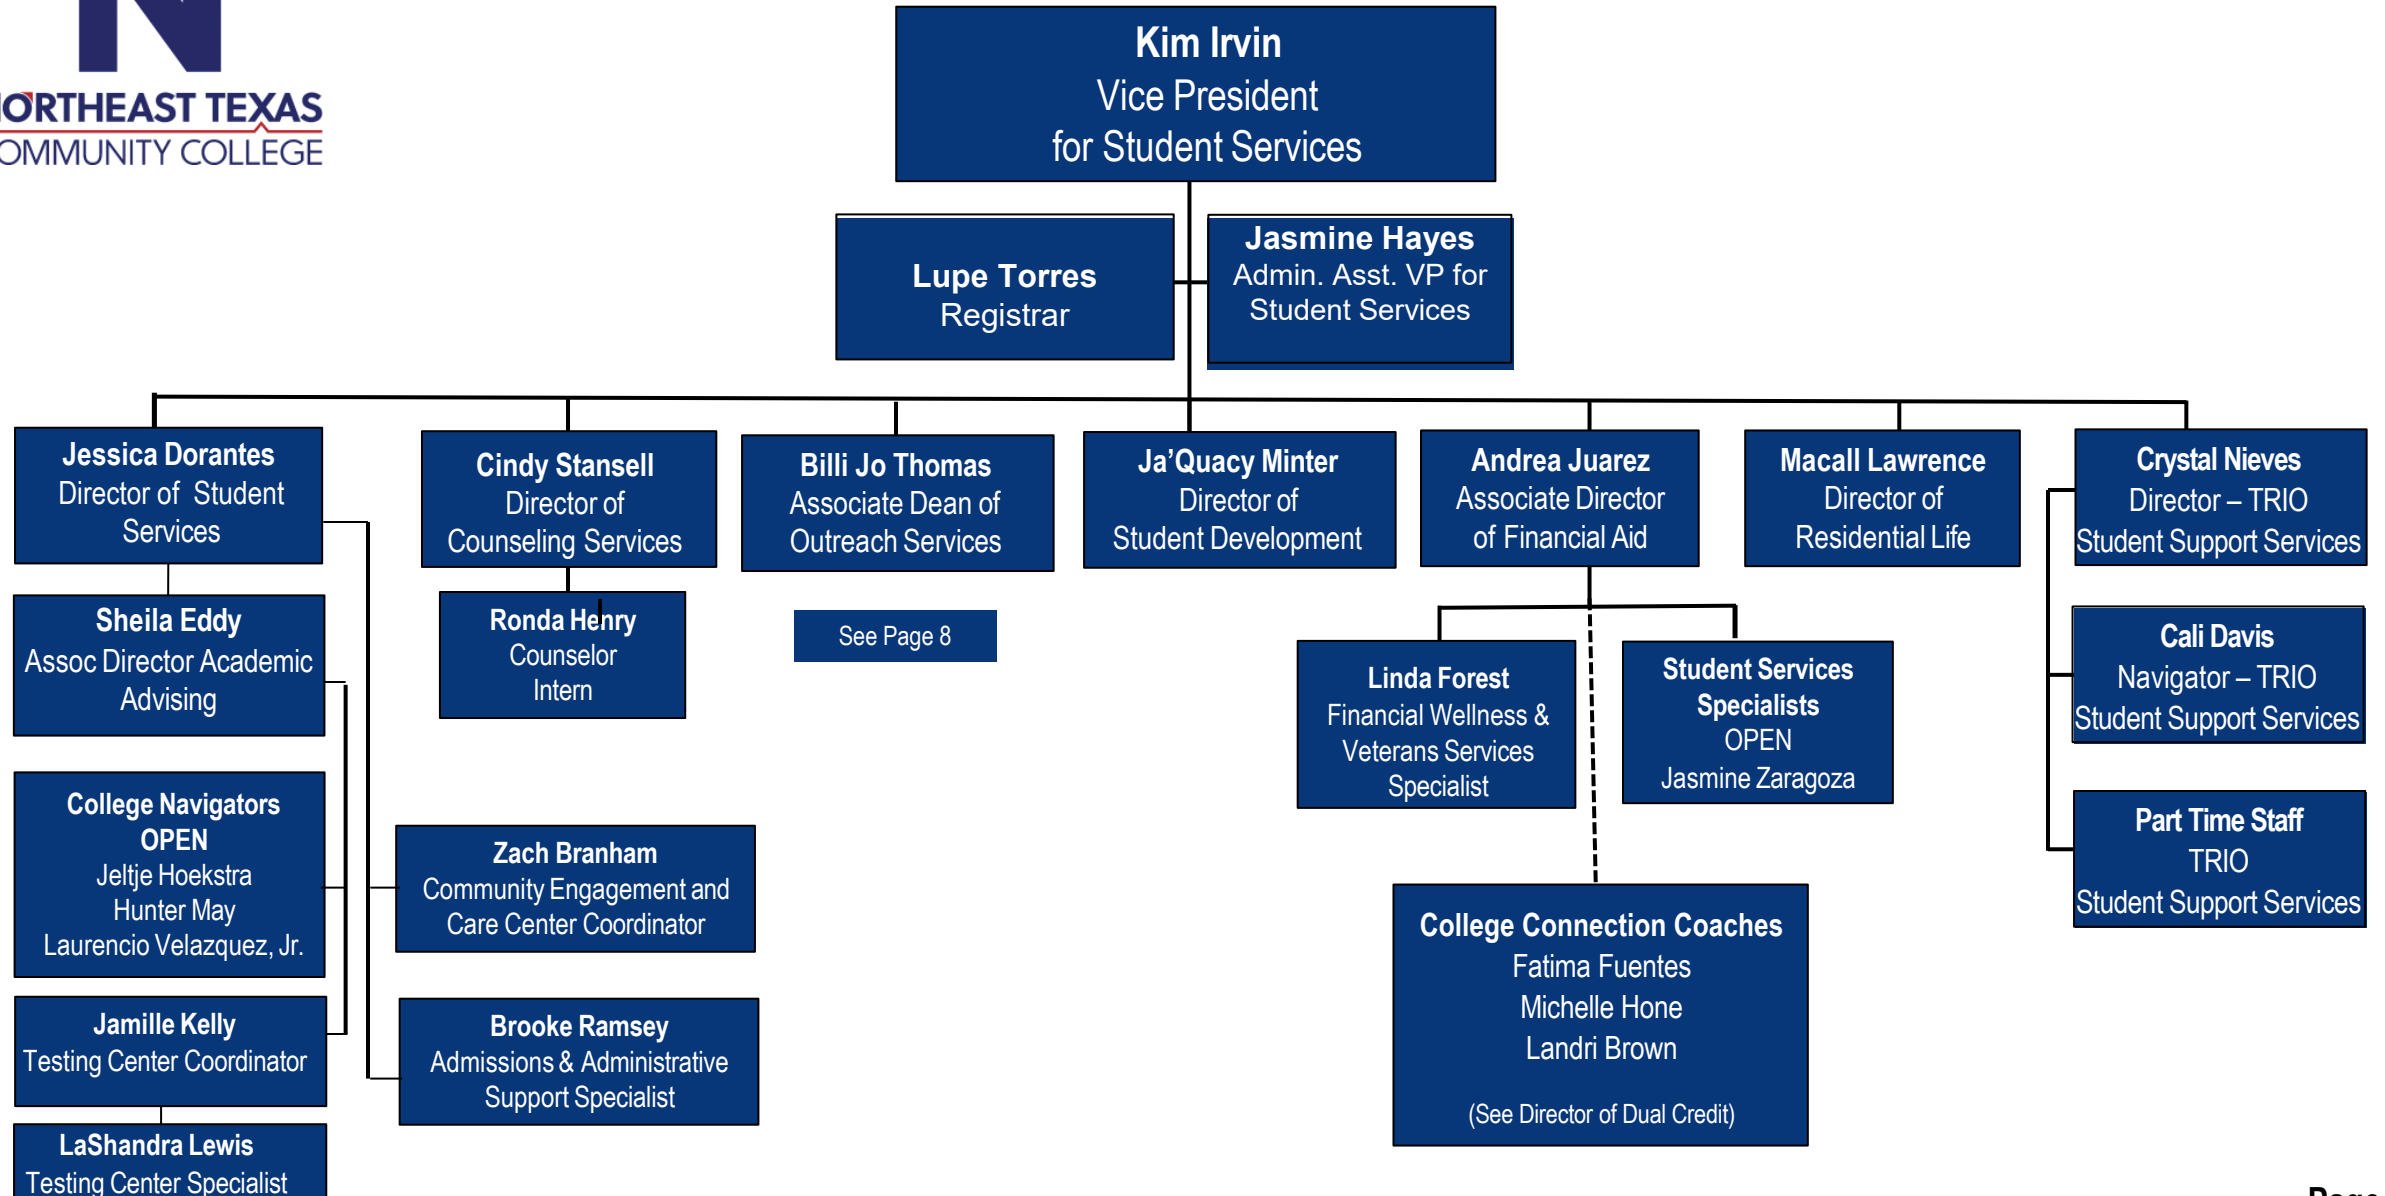 NORTHEAST TEXAS
COMMUNITY COLLEGE
Kim Irvin
Vice President
for Student Services
Lupe Torres
Registrar
Jasmine Hayes
Admin. Asst. VP for
Student Services
Jessica Dorantes
Director of Student
Services
Cindy Stansell
Director of
Counseling Services
Billi Jo Thomas
Associate Dean of
Outreach Services
Ja’Quacy Minter
Director of
Student Development
Andrea Juarez
Associate Director
of Financial Aid
Macall Lawrence
Director of
Residential Life
Crystal Nieves
Director – TRIO
Student Support Services
Sheila Eddy
Assoc Director Academic
Advising
Ronda Henry
Counselor
Intern
See Page 8
Linda Forest
Financial Wellness &
Veterans Services
Specialist
Student Services
Specialists
OPEN
Jasmine Zaragoza
Cali Davis
Navigator – TRIO
Student Support Services
College Navigators
OPEN
Jeltje Hoekstra
Hunter May
Laurencio Velazquez, Jr.
Zach Branham
Community Engagement and
Care Center Coordinator
Part Time Staff
TRIO
Student Support Services
College Connection Coaches
Fatima Fuentes
Michelle Hone
Landri Brown
(See Director of Dual Credit)
Jamille Kelly
Testing Center Coordinator
Brooke Ramsey
Admissions & Administrative
Support Specialist
LaShandra Lewis
Testing Center Specialist
Page